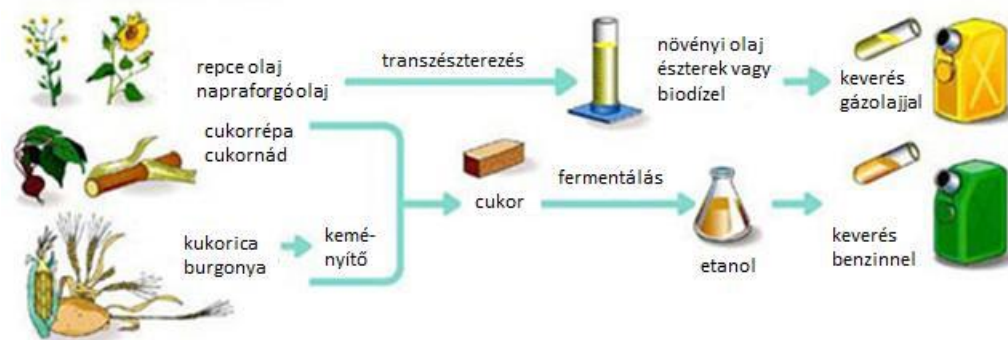 repce olaj
napraforgó olaj
transzészterezés
növényi olaj
észterek vagy
biodízel
keverés
gázolajjal
cukorrépa
cukornád
cukor
fermentálás
etanol
keverés
benzinnel
kukorica
burgonya
kemé-
nyítő